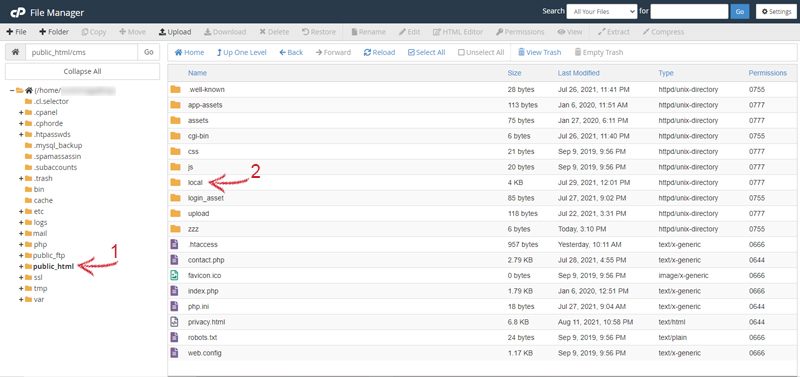 cP File Manager Search All Your Files for Go Settings
File Folder Copy Move Upload Download Delete Restore Rename Edit HTML Editor Permissions View Extract Compress
public_html/cms Go
Collapse All
(/home/
.cl.selector
.cpanel
.cphorde
.htpasswds
.mysql_backup
.spamassassin
.subaccounts
.trash
bin
cache
etc
logs
mail
php
public_ftp
1
public_html
ssl
tmp
var
Home Up One Level Back Forward Reload Select All Unselect All View Trash Empty Trash
Name Size Last Modified Type Permissions
.well-known 28 bytes Jul 26, 2021, 11:41 PM httpd/unix-directory 0755
app-assets 113 bytes Jan 6, 2020, 11:51 AM httpd/unix-directory 0777
assets 75 bytes Jan 27, 2020, 6:11 PM httpd/unix-directory 0777
cgi-bin 6 bytes Jul 26, 2021, 11:40 PM httpd/unix-directory 0755
css 21 bytes Sep 9, 2019, 9:56 PM httpd/unix-directory 0777
js 20 bytes Sep 9, 2019, 9:56 PM httpd/unix-directory 0777
2
local 4 KB Jul 29, 2021, 12:01 PM httpd/unix-directory 0777
login_asset 85 bytes Jul 27, 2021, 9:02 PM httpd/unix-directory 0755
upload 118 bytes Jul 22, 2021, 3:31 PM httpd/unix-directory 0777
zzz 6 bytes Today, 3:10 PM httpd/unix-directory 0755
.htaccess 957 bytes Yesterday, 10:11 AM text/x-generic 0666
contact.php 2.79 KB Jul 28, 2021, 4:55 PM text/x-generic 0644
favicon.ico 0 bytes Sep 9, 2019, 9:56 PM image/x-generic 0666
index.php 1.79 KB Jan 6, 2020, 12:51 PM text/x-generic 0666
php.ini 18 bytes Jul 27, 2021, 9:04 AM text/x-generic 0644
privacy.html 6.8 KB Aug 11, 2021, 10:58 PM text/html 0644
robots.txt 24 bytes Sep 9, 2019, 9:56 PM text/plain 0666
web.config 1.17 KB Sep 9, 2019, 9:56 PM text/x-generic 0666